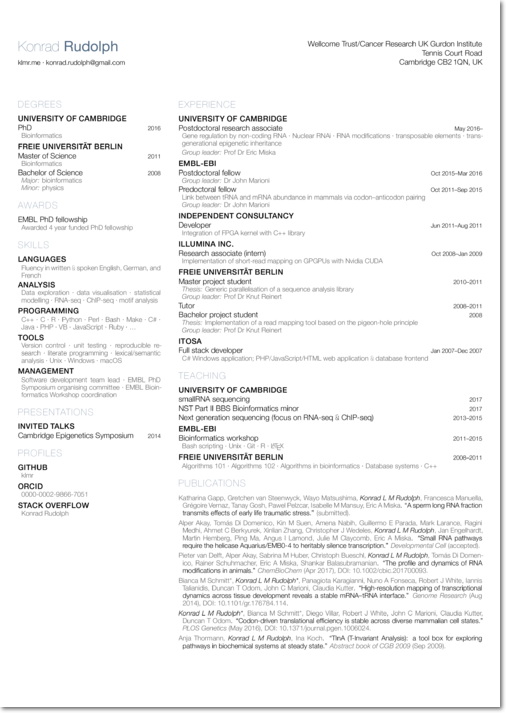 Konrad Rudolph
klmr.me · konrad.rudolph@gmail.com
Wellcome Trust/Cancer Research UK Gurdon Institute
Tennis Court Road
Cambridge CB2 1QN, UK
DEGREES
UNIVERSITY OF CAMBRIDGE
PhD 2016
Bioinformatics
FREIE UNIVERSITÄT BERLIN
Master of Science 2011
Bioinformatics
Bachelor of Science 2008
Major: bioinformatics
Minor: physics
AWARDS
EMBL PhD fellowship
Awarded 4 year funded PhD fellowship
SKILLS
LANGUAGES
Fluency in written & spoken English, German, and
French
ANALYSIS
Data exploration · data visualisation · statistical
modelling · RNA-seq · ChIP-seq · motif analysis
PROGRAMMING
C++ · C · R · Python · Perl · Bash · Make · C# ·
Java · PHP · VB · JavaScript · Ruby · …
TOOLS
Version control · unit testing · reproducible re-
search · literate programming · lexical/semantic
analysis · Unix · Windows · macOS
MANAGEMENT
Software development team lead · EMBL PhD
Symposium organising committee · EMBL Bioin-
formatics Workshop coordination
PRESENTATIONS
INVITED TALKS
Cambridge Epigenetics Symposium 2014
PROFILES
GITHUB
klmr
ORCID
0000-0002-9866-7051
STACK OVERFLOW
Konrad Rudolph
EXPERIENCE
UNIVERSITY OF CAMBRIDGE
Postdoctoral research associate May 2016–
Gene regulation by non-coding RNA · Nuclear RNAi · RNA modifications · transposable elements · trans-
generational epigenetic inheritance
Group leader: Prof Dr Eric Miska
EMBL-EBI
Postdoctoral fellow Oct 2015–Mar 2016
Group leader: Dr John Marioni
Predoctoral fellow Oct 2011–Sep 2015
Link between tRNA and mRNA abundance in mammals via codon–anticodon pairing
Group leader: Dr John Marioni
INDEPENDENT CONSULTANCY
Developer Jun 2011–Aug 2011
Integration of FPGA kernel with C++ library
ILLUMINA INC.
Research associate (intern) Oct 2008–Jan 2009
Implementation of short-read mapping on GPGPUs with Nvidia CUDA
FREIE UNIVERSITÄT BERLIN
Master project student 2010–2011
Thesis: Generic parallelisation of a sequence analysis library
Group leader: Prof Dr Knut Reinert
Tutor 2008–2011
Bachelor project student 2008
Thesis: Implementation of a read mapping tool based on the pigeon-hole principle
Group leader: Prof Dr Knut Reinert
ITOSA
Full stack developer Jan 2007–Dec 2007
C# Windows application; PHP/JavaScript/HTML web application & database frontend
TEACHING
UNIVERSITY OF CAMBRIDGE
smallRNA sequencing 2017
NST Part II BBS Bioinformatics minor 2017
Next generation sequencing (focus on RNA-seq & ChIP-seq) 2013–2015
EMBL-EBI
Bioinformatics workshop 2011–2015
Bash scripting · Unix · Git · R · LaTeX
FREIE UNIVERSITÄT BERLIN 2008–2011
Algorithms 101 · Algorithms 102 · Algorithms in bioinformatics · Database systems · C++
PUBLICATIONS
Katharina Gapp, Gretchen van Steenwyck, Wayo Matsushima, Konrad L M Rudolph, Francesca Manuella,
Grégoire Vernaz, Tanay Gosh, Pawel Pelczar, Isabelle M Mansuy, Eric A Miska. “A sperm long RNA fraction
transmits effects of early life traumatic stress.” (submitted).
Alper Akay, Tomás Di Domenico, Kin M Suen, Amena Nabih, Guillermo E Parada, Mark Larance, Ragini
Medhi, Ahmet C Berkyurek, Xinlian Zhang, Christopher J Wedeles, Konrad L M Rudolph, Jan Engelhardt,
Martin Hemberg, Ping Ma, Angus I Lamond, Julie M Claycomb, Eric A Miska. “Small RNA pathways
require the helicase Aquarius/EMB0-4 to heritably silence transcription.” Developmental Cell (accepted).
Pieter van Delft, Alper Akay, Sabrina M Huber, Christoph Bueschl, Konrad L M Rudolph, Tomás Di Domen-
ico, Rainer Schuhmacher, Eric A Miska, Shankar Balasubramanian. “The profile and dynamics of RNA
modifications in animals.” ChemBioChem (Apr 2017), DOI: 10.1002/cbic.201700093.
Bianca M Schmitt*, Konrad L M Rudolph*, Panagiota Karagianni, Nuno A Fonseca, Robert J White, Iannis
Talianidis, Duncan T Odom, John C Marioni, Claudia Kutter. “High-resolution mapping of transcriptional
dynamics across tissue development reveals a stable mRNA–tRNA interface.” Genome Research (Aug
2014), DOI: 10.1101/gr.176784.114.
Konrad L M Rudolph*, Bianca M Schmitt*, Diego Villar, Robert J White, John C Marioni, Claudia Kutter,
Duncan T Odom. “Codon-driven translational efficiency is stable across diverse mammalian cell states.”
PLOS Genetics (May 2016), DOI: 10.1371/journal.pgen.1006024.
Anja Thormann, Konrad L M Rudolph, Ina Koch. “TInA (T-Invariant Analysis): a tool box for exploring
pathways in biochemical systems at steady state.” Abstract book of CGB 2009 (Sep 2009).